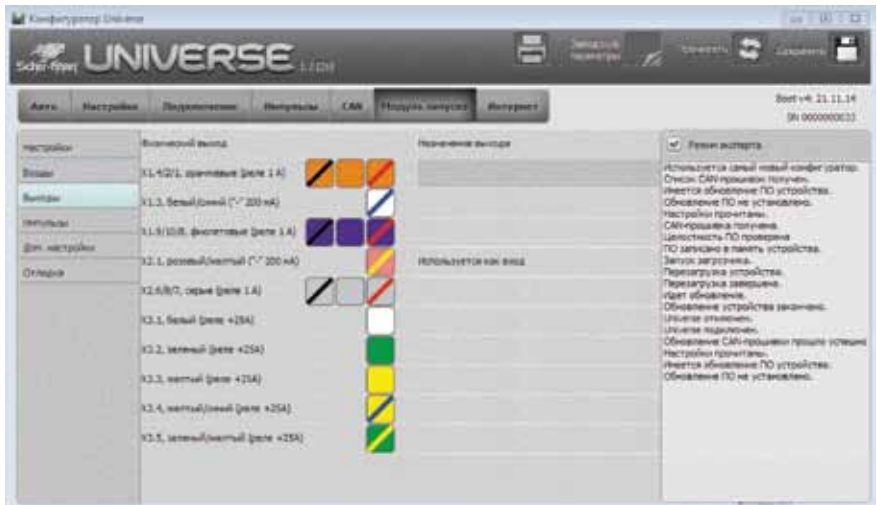 Конфигуратор Universe
Scher-Khan UNIVERSE
Заводские параметры
Прочитать
Сохранить
Авто Настройки Подключение Импульсы CAN Модуль запуска Интернет
Boot v4: 21.11.14
SN 0000000033
Настройки
Входы
Выходы
Импульсы
Доп. настройки
Отладка
Физический выход
Назначение выхода
X1.4/2/1, оранжевые (реле 1 А)
X1.3, белый/синий ("-" 200 мА)
X1.9/10/8, фиолетовые (реле 1 А)
X2.1, розовый/желтый ("-" 200 мА)
Используется как вход
X2.6/8/7, серые (реле 1 А)
X3.1, белый (реле +25А)
X3.2, зеленый (реле +25А)
X3.3, желтый (реле +25А)
X3.4, желтый/синий (реле +25А)
X3.5, зеленый/желтый (реле +25А)
Режим эксперта
Используется самый новый конфигуратор.
Список CAN-прошивок получен.
Имеется обновление ПО устройства.
Обновление ПО не установлено.
Настройки прочитаны.
CAN-прошивка получена.
Целостность ПО проверена
ПО записано в память устройства.
Запуск загрузчика.
Перезагрузка устройства.
Перезагрузка завершена.
Идет обновление.
Обновление устройства закончено.
Universe отключен.
Universe подключен.
Обновление CAN-прошивки прошло успешно
Настройки прочитаны.
Имеется обновление ПО устройства.
Обновление ПО не установлено.